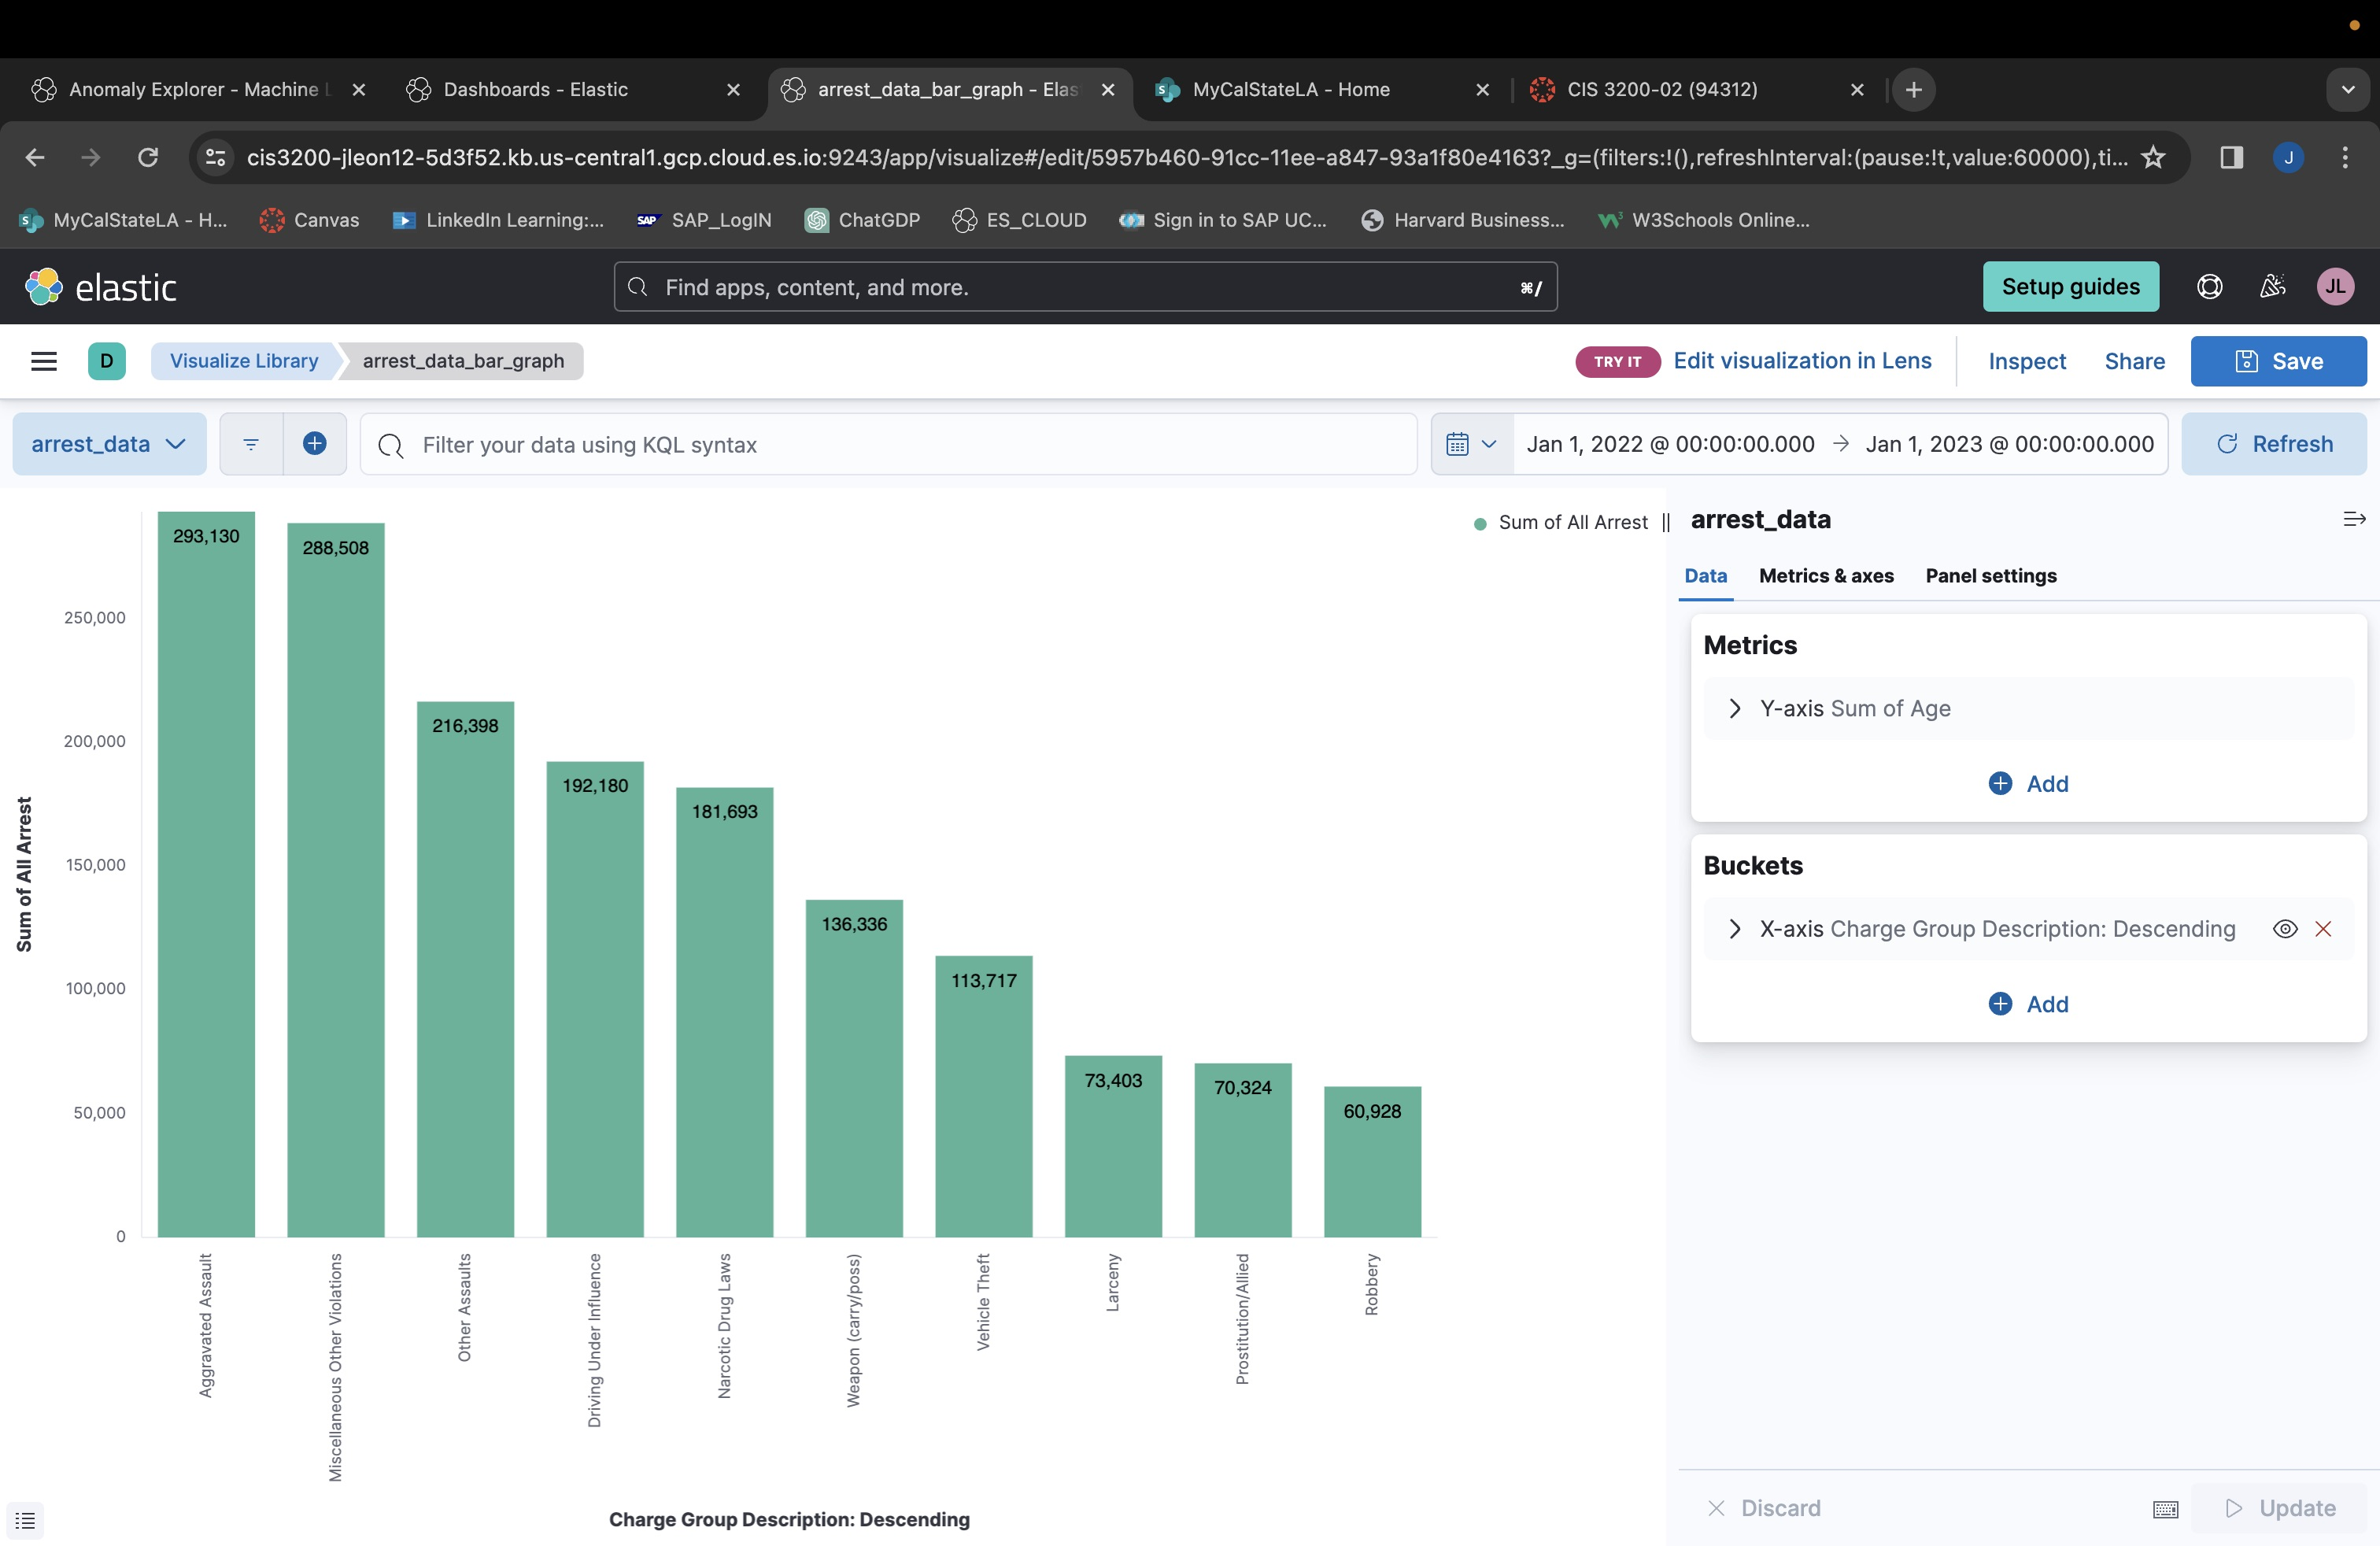 Anomaly Explorer - Machine L
Dashboards - Elastic
arrest_data_bar_graph - Elas
MyCalStateLA - Home
CIS 3200-02 (94312)
cis3200-jleon12-5d3f52.kb.us-central1.gcp.cloud.es.io:9243/app/visualize#/edit/5957b460-91cc-11ee-a847-93a1f80e4163?_g=(filters:!(),refreshInterval:(pause:!t,value:60000),ti...
J
MyCalStateLA - H...
Canvas
LinkedIn Learning:...
SAP SAP_LogIN
ChatGDP
ES_CLOUD
Sign in to SAP UC...
Harvard Business...
W3Schools Online...
elastic
Find apps, content, and more.
⌘/
Setup guides
JL
D
Visualize Library
arrest_data_bar_graph
TRY IT
Edit visualization in Lens
Inspect
Share
Save
arrest_data
Filter your data using KQL syntax
Jan 1, 2022 @ 00:00:00.000 → Jan 1, 2023 @ 00:00:00.000
Refresh
Sum of All Arrest
293,130
288,508
216,398
192,180
181,693
136,336
113,717
73,403
70,324
60,928
250,000
200,000
150,000
100,000
50,000
0
Sum of All Arrest
Aggravated Assault
Miscellaneous Other Violations
Other Assaults
Driving Under Influence
Narcotic Drug Laws
Weapon (carry/poss)
Vehicle Theft
Larceny
Prostitution/Allied
Robbery
Charge Group Description: Descending
arrest_data
Data
Metrics & axes
Panel settings
Metrics
Y-axis Sum of Age
Add
Buckets
X-axis Charge Group Description: Descending
Add
Discard
Update